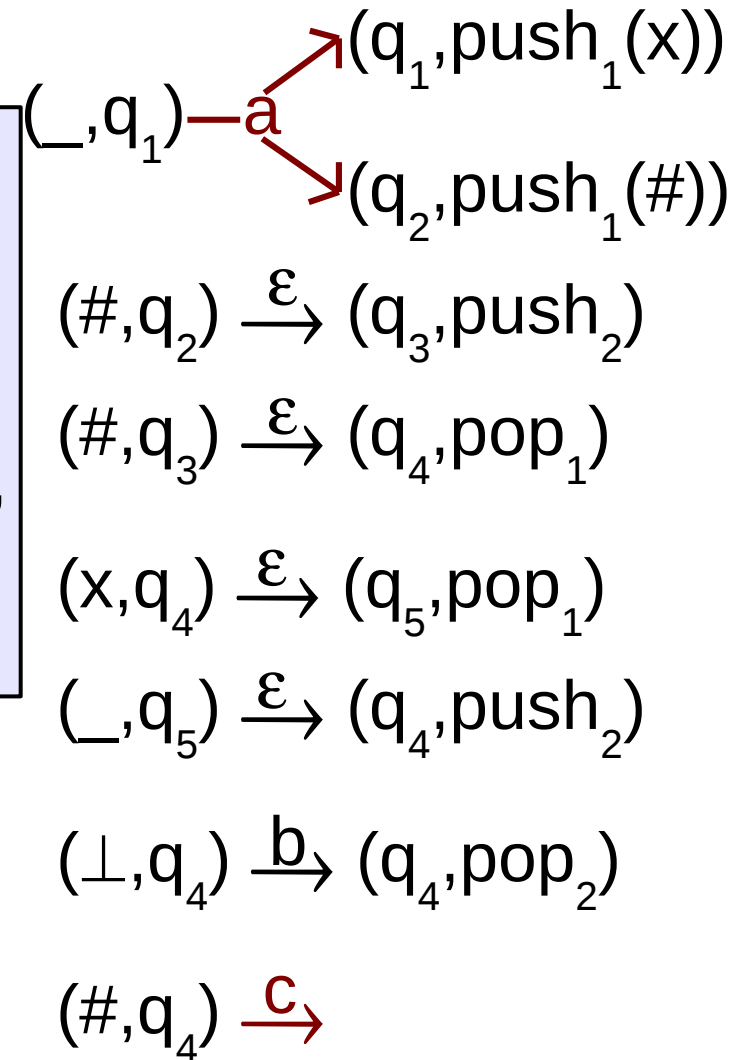 (q₁,push₁(x))
(_,q₁) a
(q₂,push₁(#))
(#,q₂) ε→ (q₃,push₂)
(#,q₃) ε→ (q₄,pop₁)
(x,q₄) ε→ (q₅,pop₁)
(_,q₅) ε→ (q₄,push₂)
(⊥,q₄) b→ (q₄,pop₂)
(#,q₄) c→